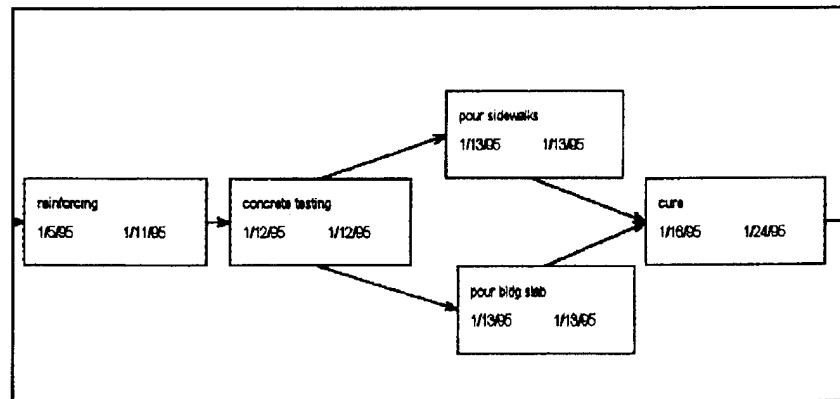 pour sidewalks
1/13/95 1/13/95
reinforcing
1/5/95 1/11/95
concrete testing
1/12/95 1/12/95
cure
1/16/95 1/24/95
pour bldg slab
1/13/95 1/13/95